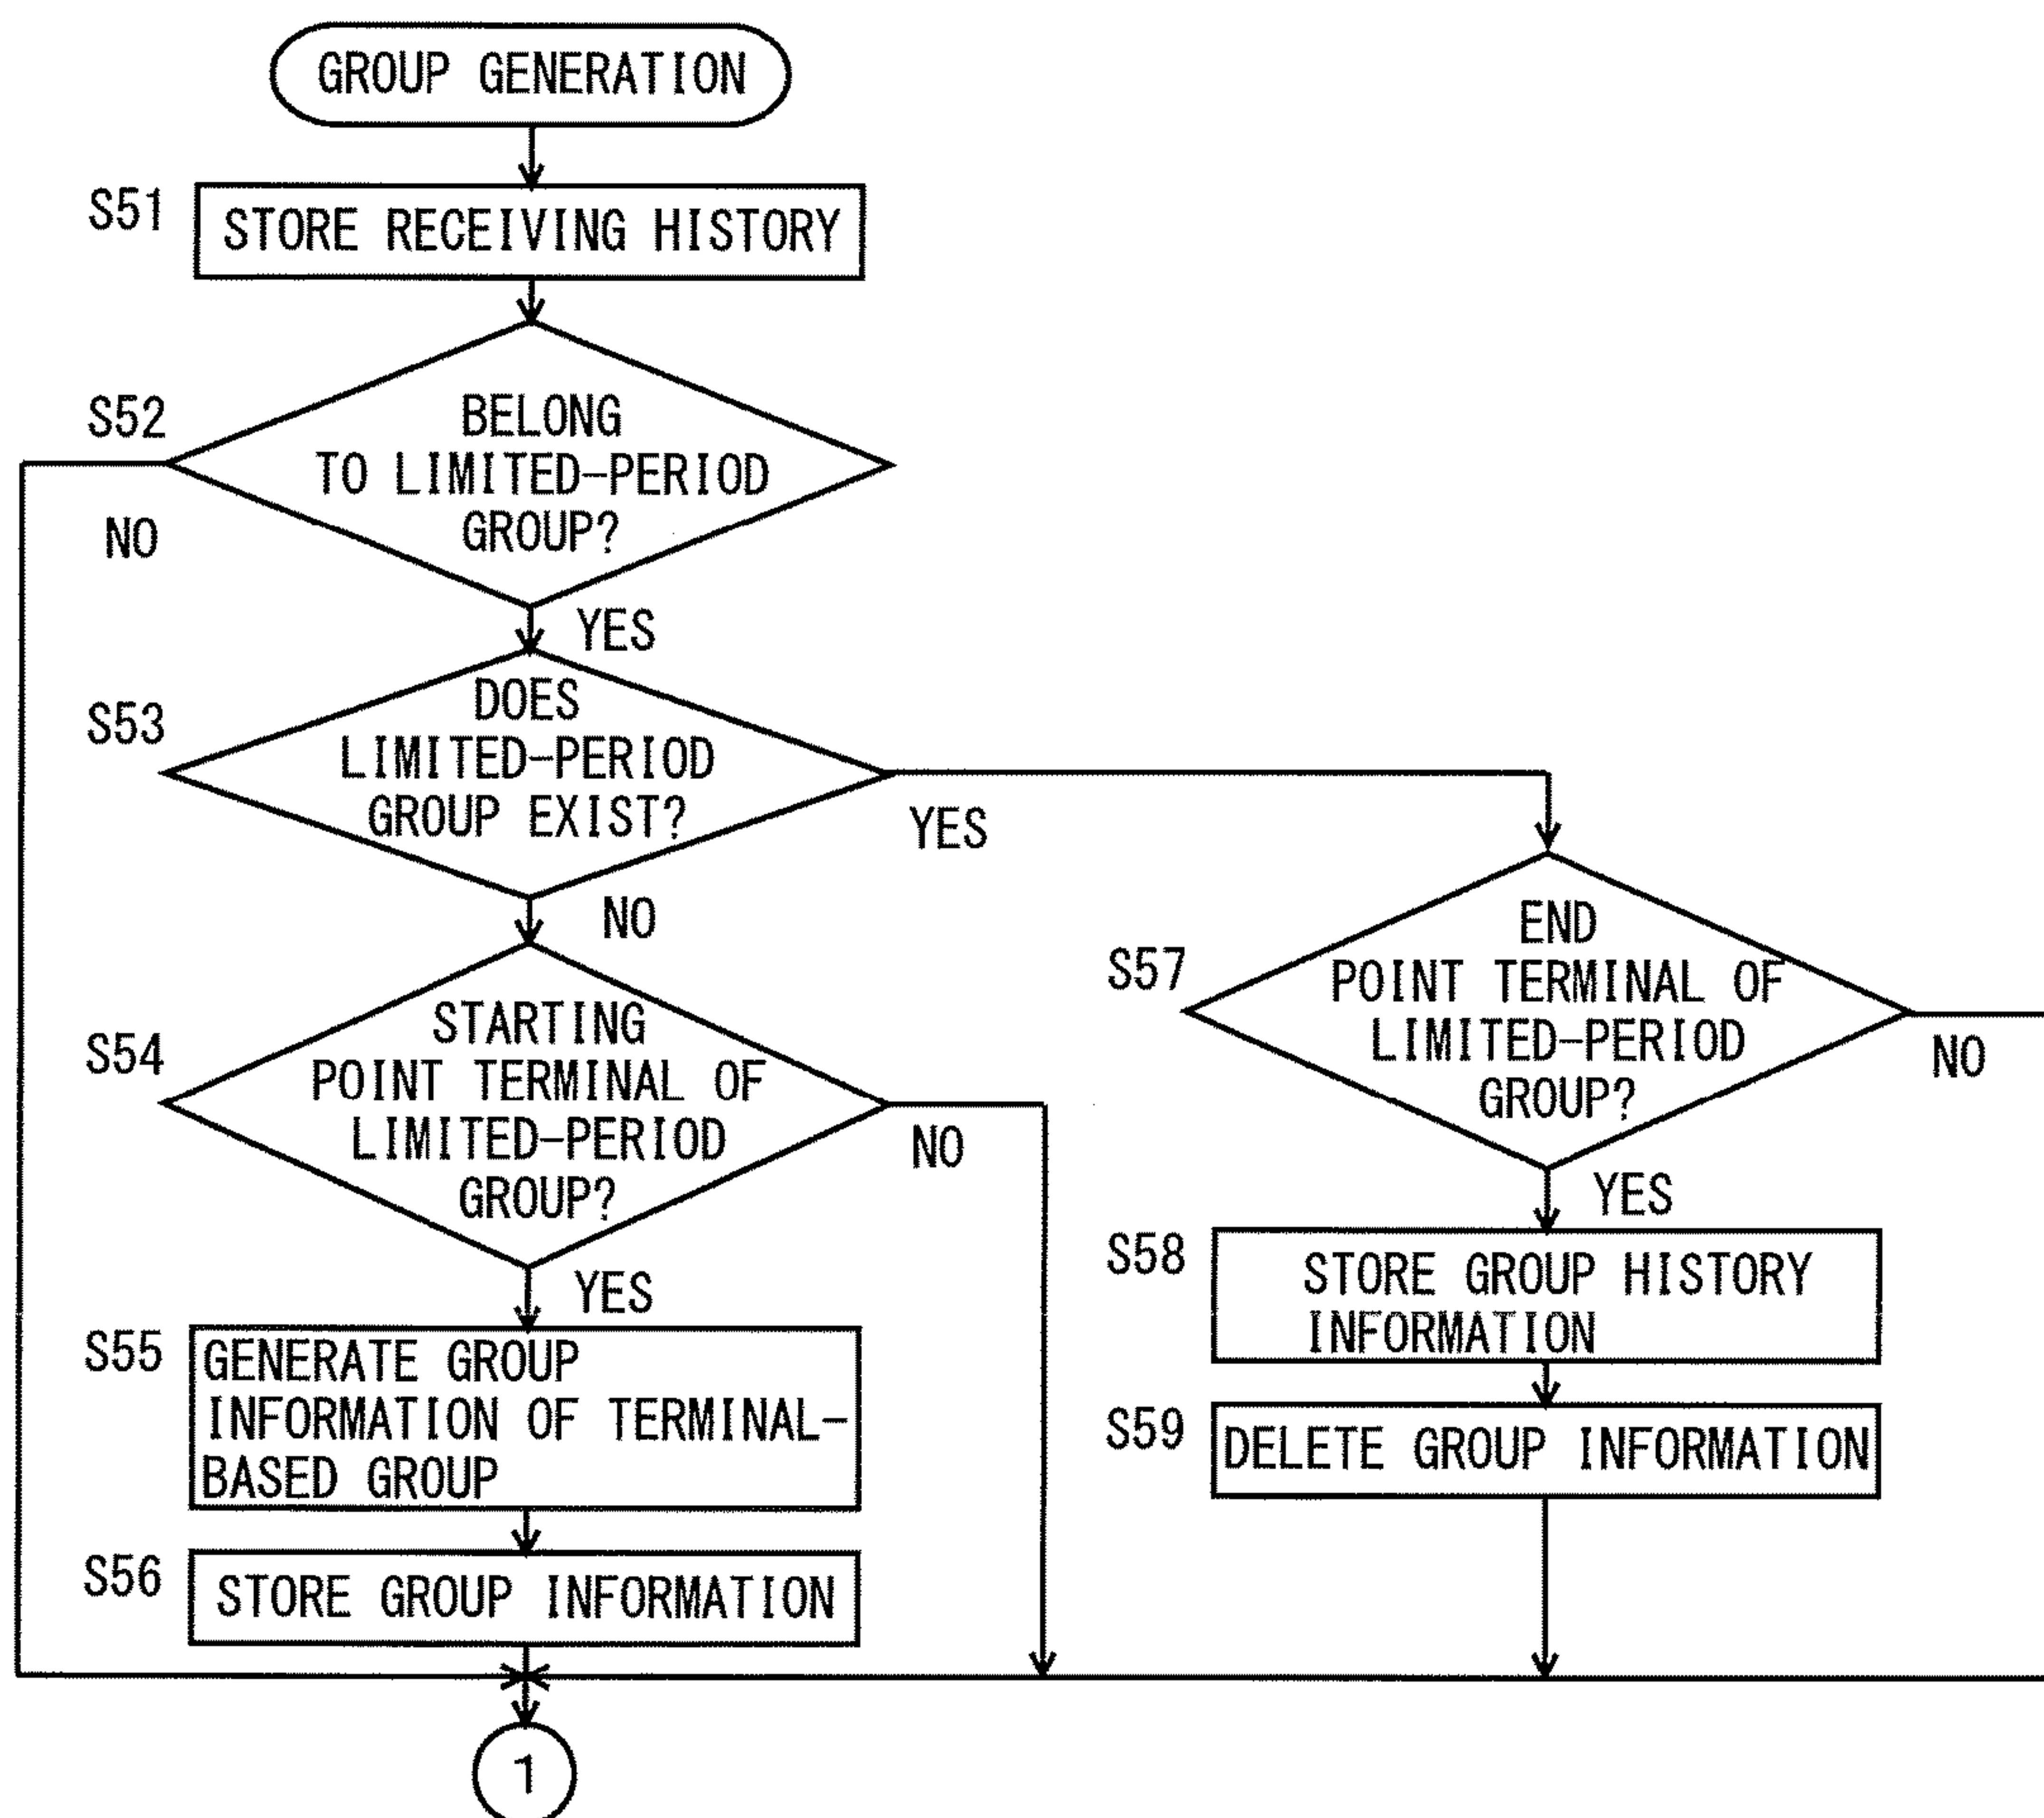 GROUP GENERATION
S51
STORE RECEIVING HISTORY
S52
BELONG
TO LIMITED-PERIOD
GROUP?
NO
YES
S53
DOES
LIMITED-PERIOD
GROUP EXIST?
YES
NO
S54
STARTING
POINT TERMINAL OF
LIMITED-PERIOD
GROUP?
NO
YES
S55
GENERATE GROUP
INFORMATION OF TERMINAL-
BASED GROUP
S56
STORE GROUP INFORMATION
S57
END
POINT TERMINAL OF
LIMITED-PERIOD
GROUP?
NO
YES
S58
STORE GROUP HISTORY
INFORMATION
S59
DELETE GROUP INFORMATION
1